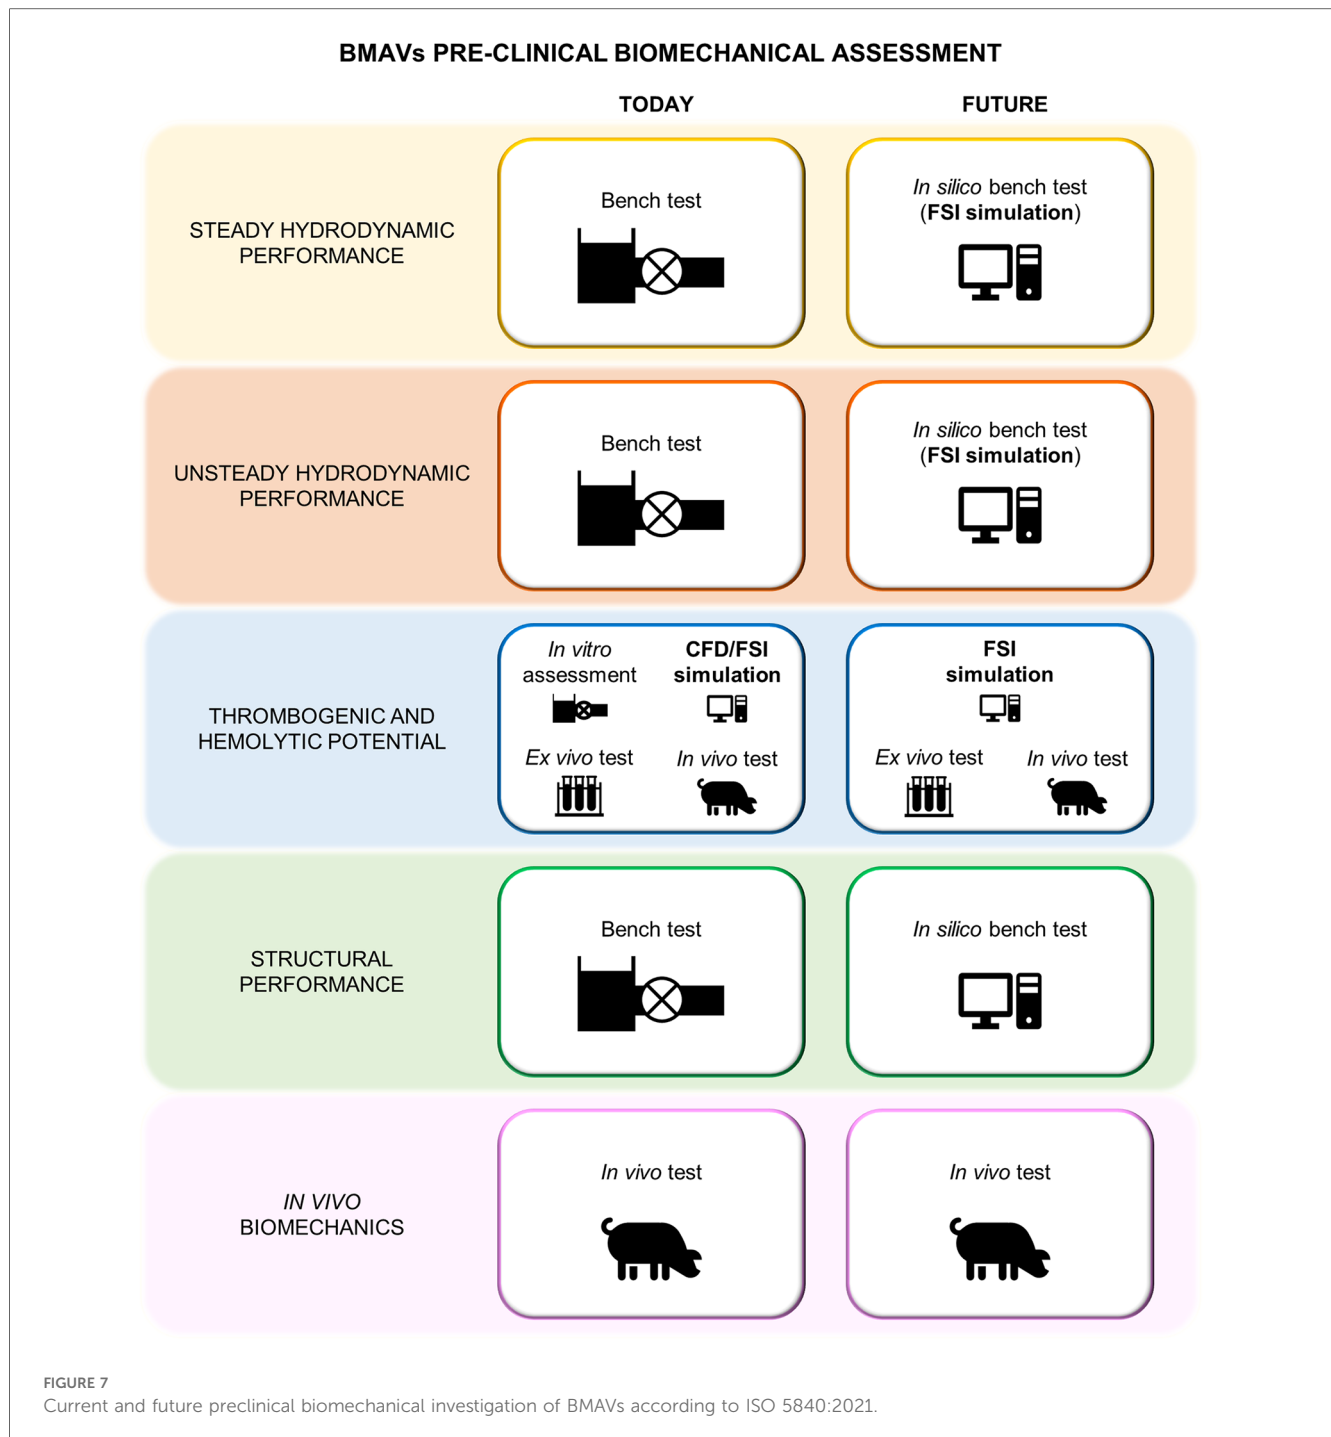 BMAVs PRE-CLINICAL BIOMECHANICAL ASSESSMENT
TODAY
FUTURE
STEADY HYDRODYNAMIC
PERFORMANCE
Bench test
In silico bench test
(FSI simulation)
UNSTEADY HYDRODYNAMIC
PERFORMANCE
Bench test
In silico bench test
(FSI simulation)
THROMBOGENIC AND
HEMOLYTIC POTENTIAL
In vitro
assessment
CFD/FSI
simulation
Ex vivo test
In vivo test
FSI
simulation
Ex vivo test
In vivo test
STRUCTURAL
PERFORMANCE
Bench test
In silico bench test
IN VIVO
BIOMECHANICS
In vivo test
In vivo test
FIGURE 7
Current and future preclinical biomechanical investigation of BMAVs according to ISO 5840:2021.